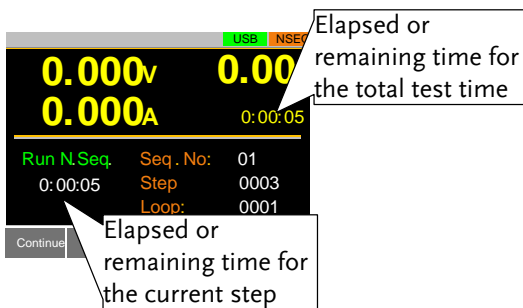 USB NSEQ
Elapsed or
remaining time for
the total test time
0.000V 0.00
0.000A 0:00:05
Run N.Seq. Seq. No: 01
0:00:05 Step 0003
Loop: 0001
Continue
Elapsed or
remaining time for
the current step